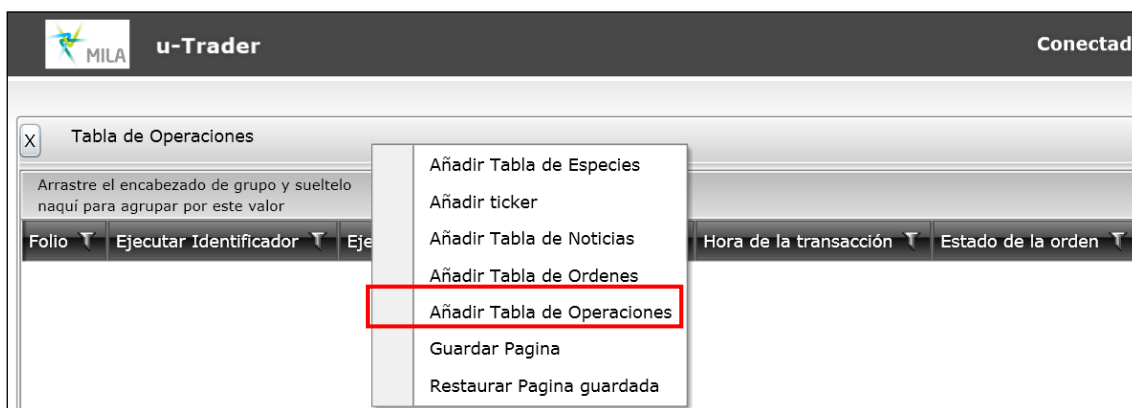 MILA u-Trader Conectad
X Tabla de Operaciones
Arrastre el encabezado de grupo y sueltelo
naquí para agrupar por este valor
Folio Ejecutar Identificador Eje Hora de la transacción Estado de la orden
Añadir Tabla de Especies
Añadir ticker
Añadir Tabla de Noticias
Añadir Tabla de Ordenes
Añadir Tabla de Operaciones
Guardar Pagina
Restaurar Pagina guardada